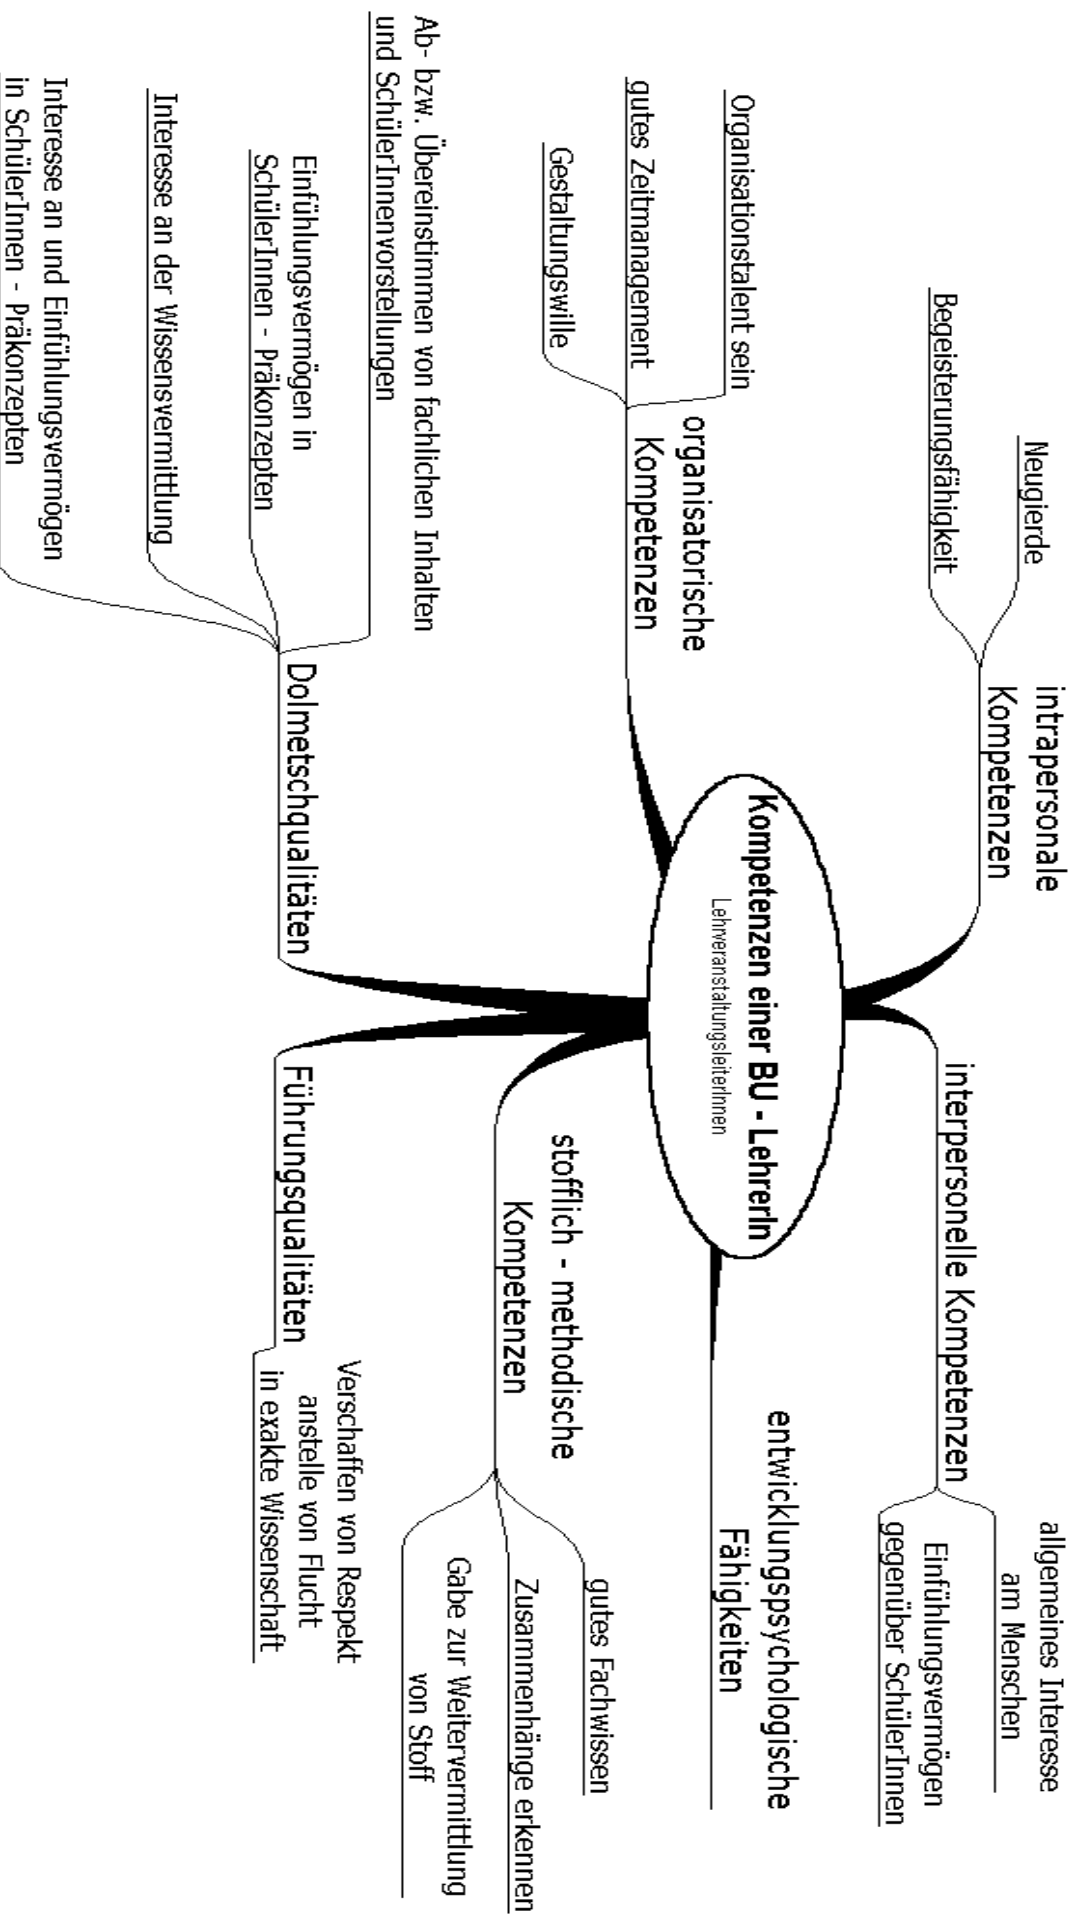 Kompetenzen einer BU - LehrerIn
LehrveranstaltungsleiterInnen
intrapersonale
Kompetenzen
Neugierde
Begeisterungsfähigkeit
organisatorische
Kompetenzen
Organisationstalent sein
gutes Zeitmanagement
Gestaltungswille
Dolmetschqualitäten
Ab- bzw. Übereinstimmen von fachlichen Inhalten
und SchülerInnenvorstellungen
Einfühlungsvermögen in
SchülerInnen - Präkonzepten
Interesse an der Wissensvermittlung
Interesse an und Einfühlungsvermögen
in SchülerInnen - Präkonzepten
interpersonelle Kompetenzen
allgemeines Interesse
am Menschen
Einfühlungsvermögen
gegenüber SchülerInnen
entwicklungspsychologische
Fähigkeiten
stofflich - methodische
Kompetenzen
gutes Fachwissen
Zusammenhänge erkennen
Gabe zur Weitervermittlung
von Stoff
Führungsqualitäten
Verschaffen von Respekt
anstelle von Flucht
in exakte Wissenschaft